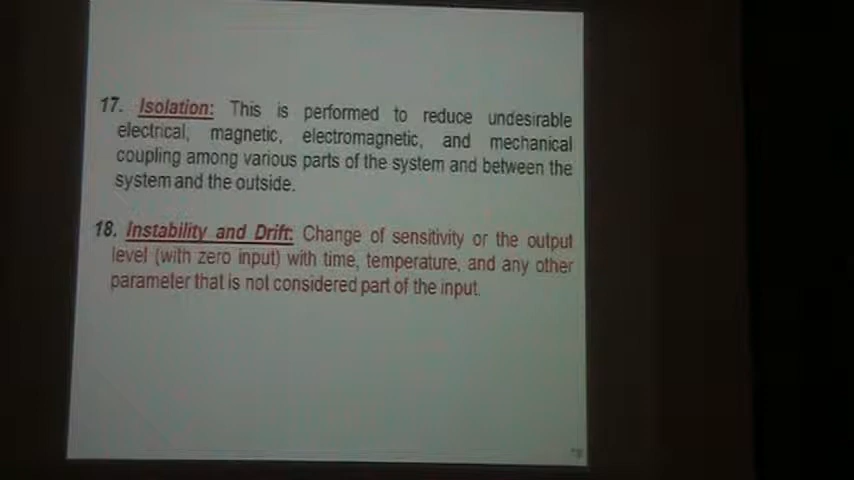 17. Isolation: This is performed to reduce undesirable
electrical, magnetic, electromagnetic, and mechanical
coupling among various parts of the system and between the
system and the outside.
18. Instability and Drift: Change of sensitivity or the output
level (with zero input) with time, temperature, and any other
parameter that is not considered part of the input.